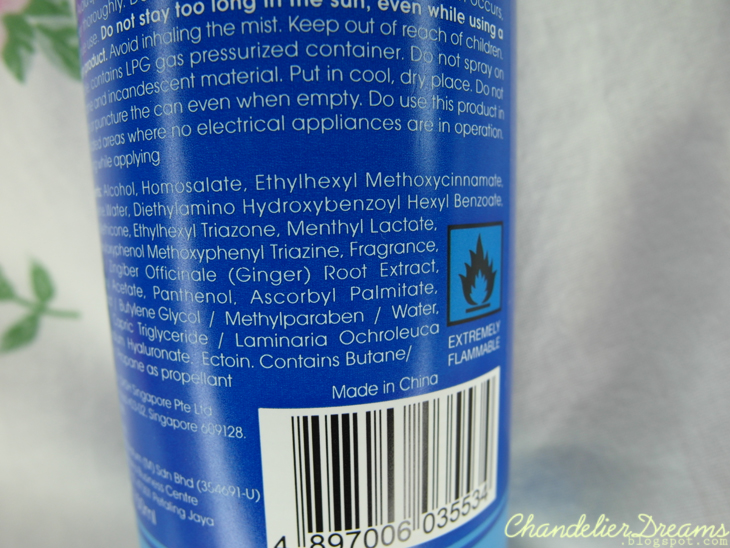 thoroughly. occurs,
use. Do not stay too long in the sun, even while using a
product. Avoid inhaling the mist. Keep out of reach of children.
contains LPG gas pressurized container. Do not spray on
and incandescent material. Put in cool, dry place. Do not
puncture the can even when empty. Do use this product in
areas where no electrical appliances are in operation.
while applying
Alcohol, Homosalate, Ethylhexyl Methoxycinnamate,
Water, Diethylamino Hydroxybenzoyl Hexyl Benzoate,
Ethylhexyl Triazone, Menthyl Lactate,
Methoxyphenyl Triazine, Fragrance,
Officinale (Ginger) Root Extract,
Acetate, Panthenol, Ascorbyl Palmitate,
/ Butylene Glycol / Methylparaben / Water,
Triglyceride / Laminaria Ochroleuca
Hyaluronate, Ectoin. Contains Butane/
as propellant
EXTREMELY
FLAMMABLE
Made in China
Singapore Pte Ltd
Singapore 609128.
(M) Sdn Bhd (354691-U)
Centre
Petaling Jaya
4 897006 035534
ChandelierDreams
.blogspot.com